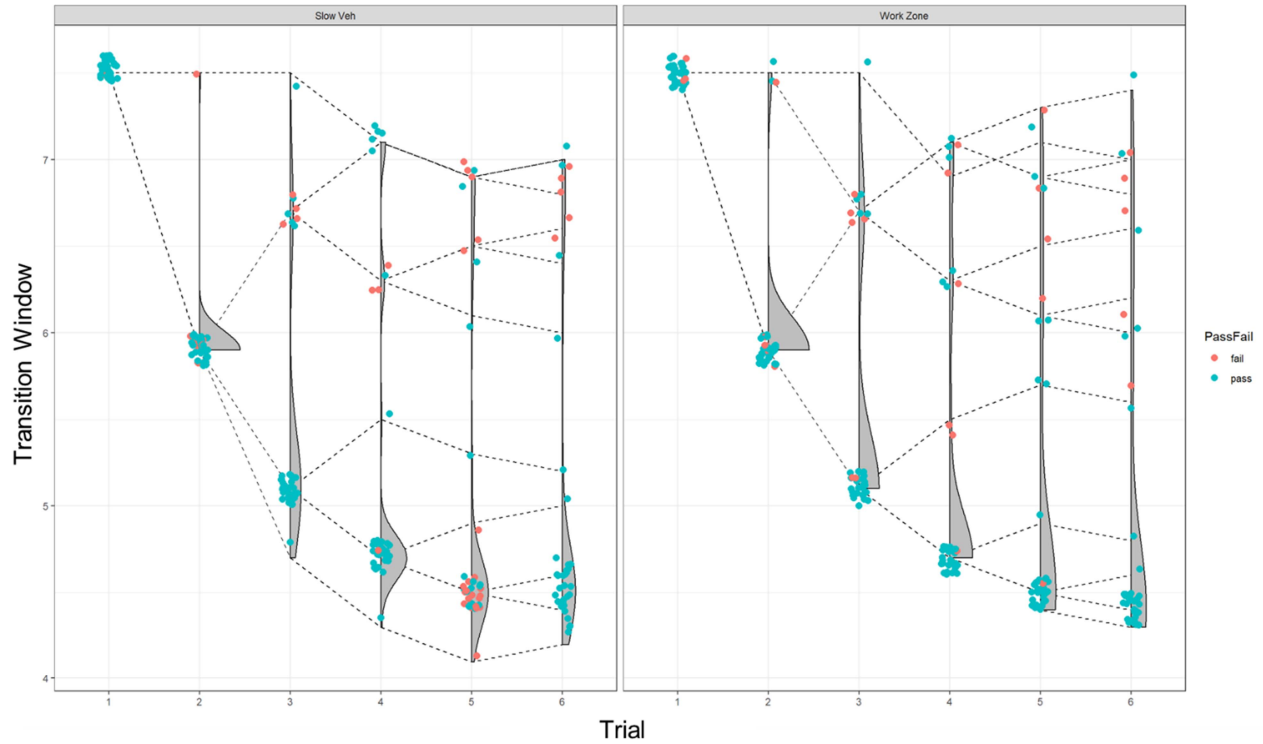 Slow Veh
Work Zone
Transition Window
7
6
5
4
1 2 3 4 5 6
1 2 3 4 5 6
Trial
PassFail
fail
pass